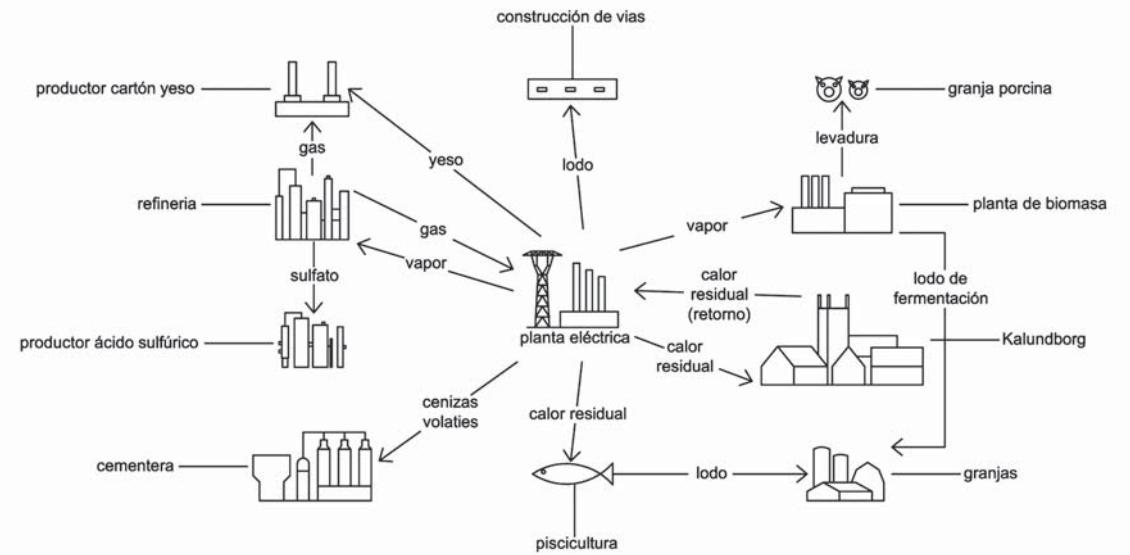 construcción de vias
productor cartón yeso
granja porcina
levadura
gas
yeso
lodo
refineria
planta de biomasa
vapor
gas
vapor
sulfato
calor
residual
(retorno)
lodo de
fermentación
planta eléctrica
productor ácido sulfúrico
Kalundborg
calor
residual
cenizas
volaties
calor residual
cementera
lodo
granjas
piscicultura